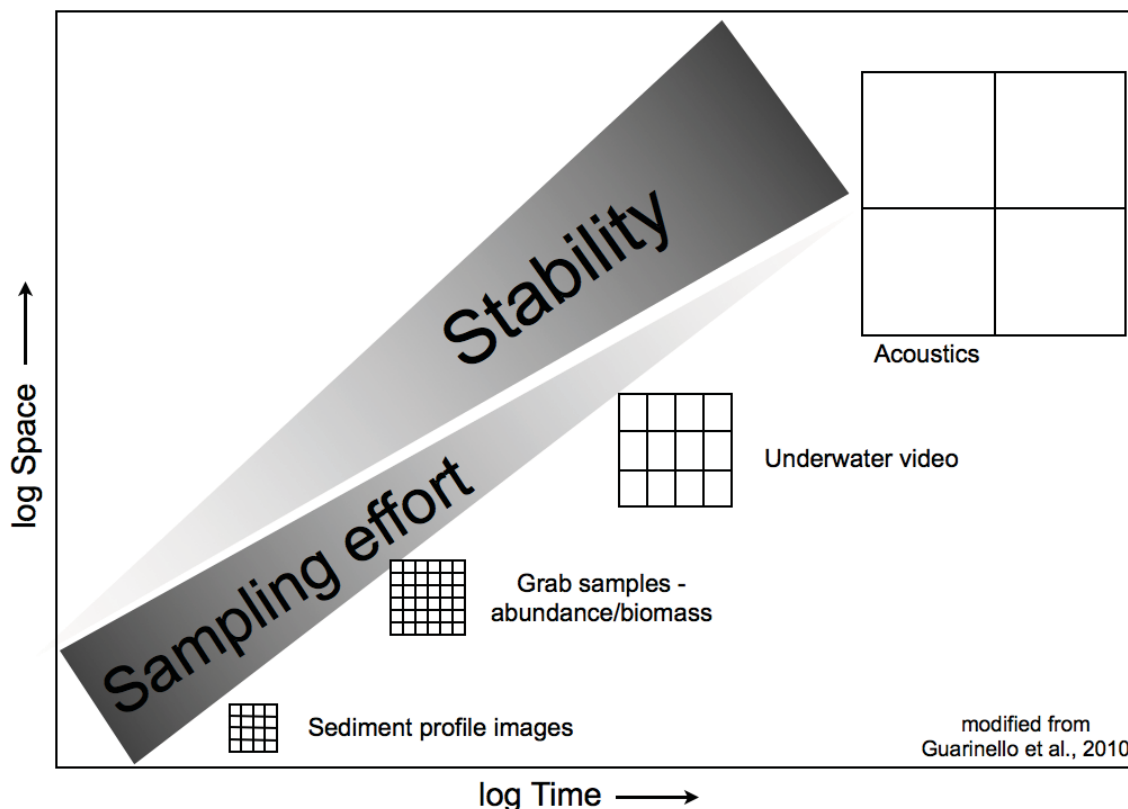 Stability
Acoustics
log Space
Underwater video
Sampling effort
Grab samples -
abundance/biomass
Sediment profile images
modified from
Guarinello et al., 2010
log Time